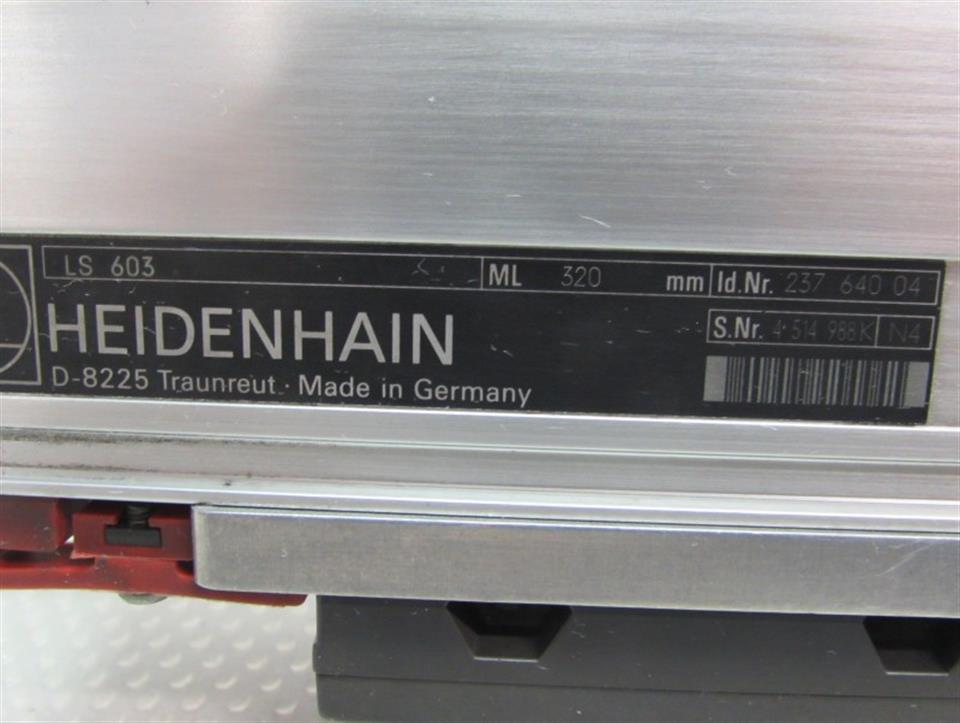 LS 603 ML 320 mm Id.Nr. 237 640 04
HEIDENHAIN S.Nr. 4 514 988K N4
D-8225 Traunreut · Made in Germany